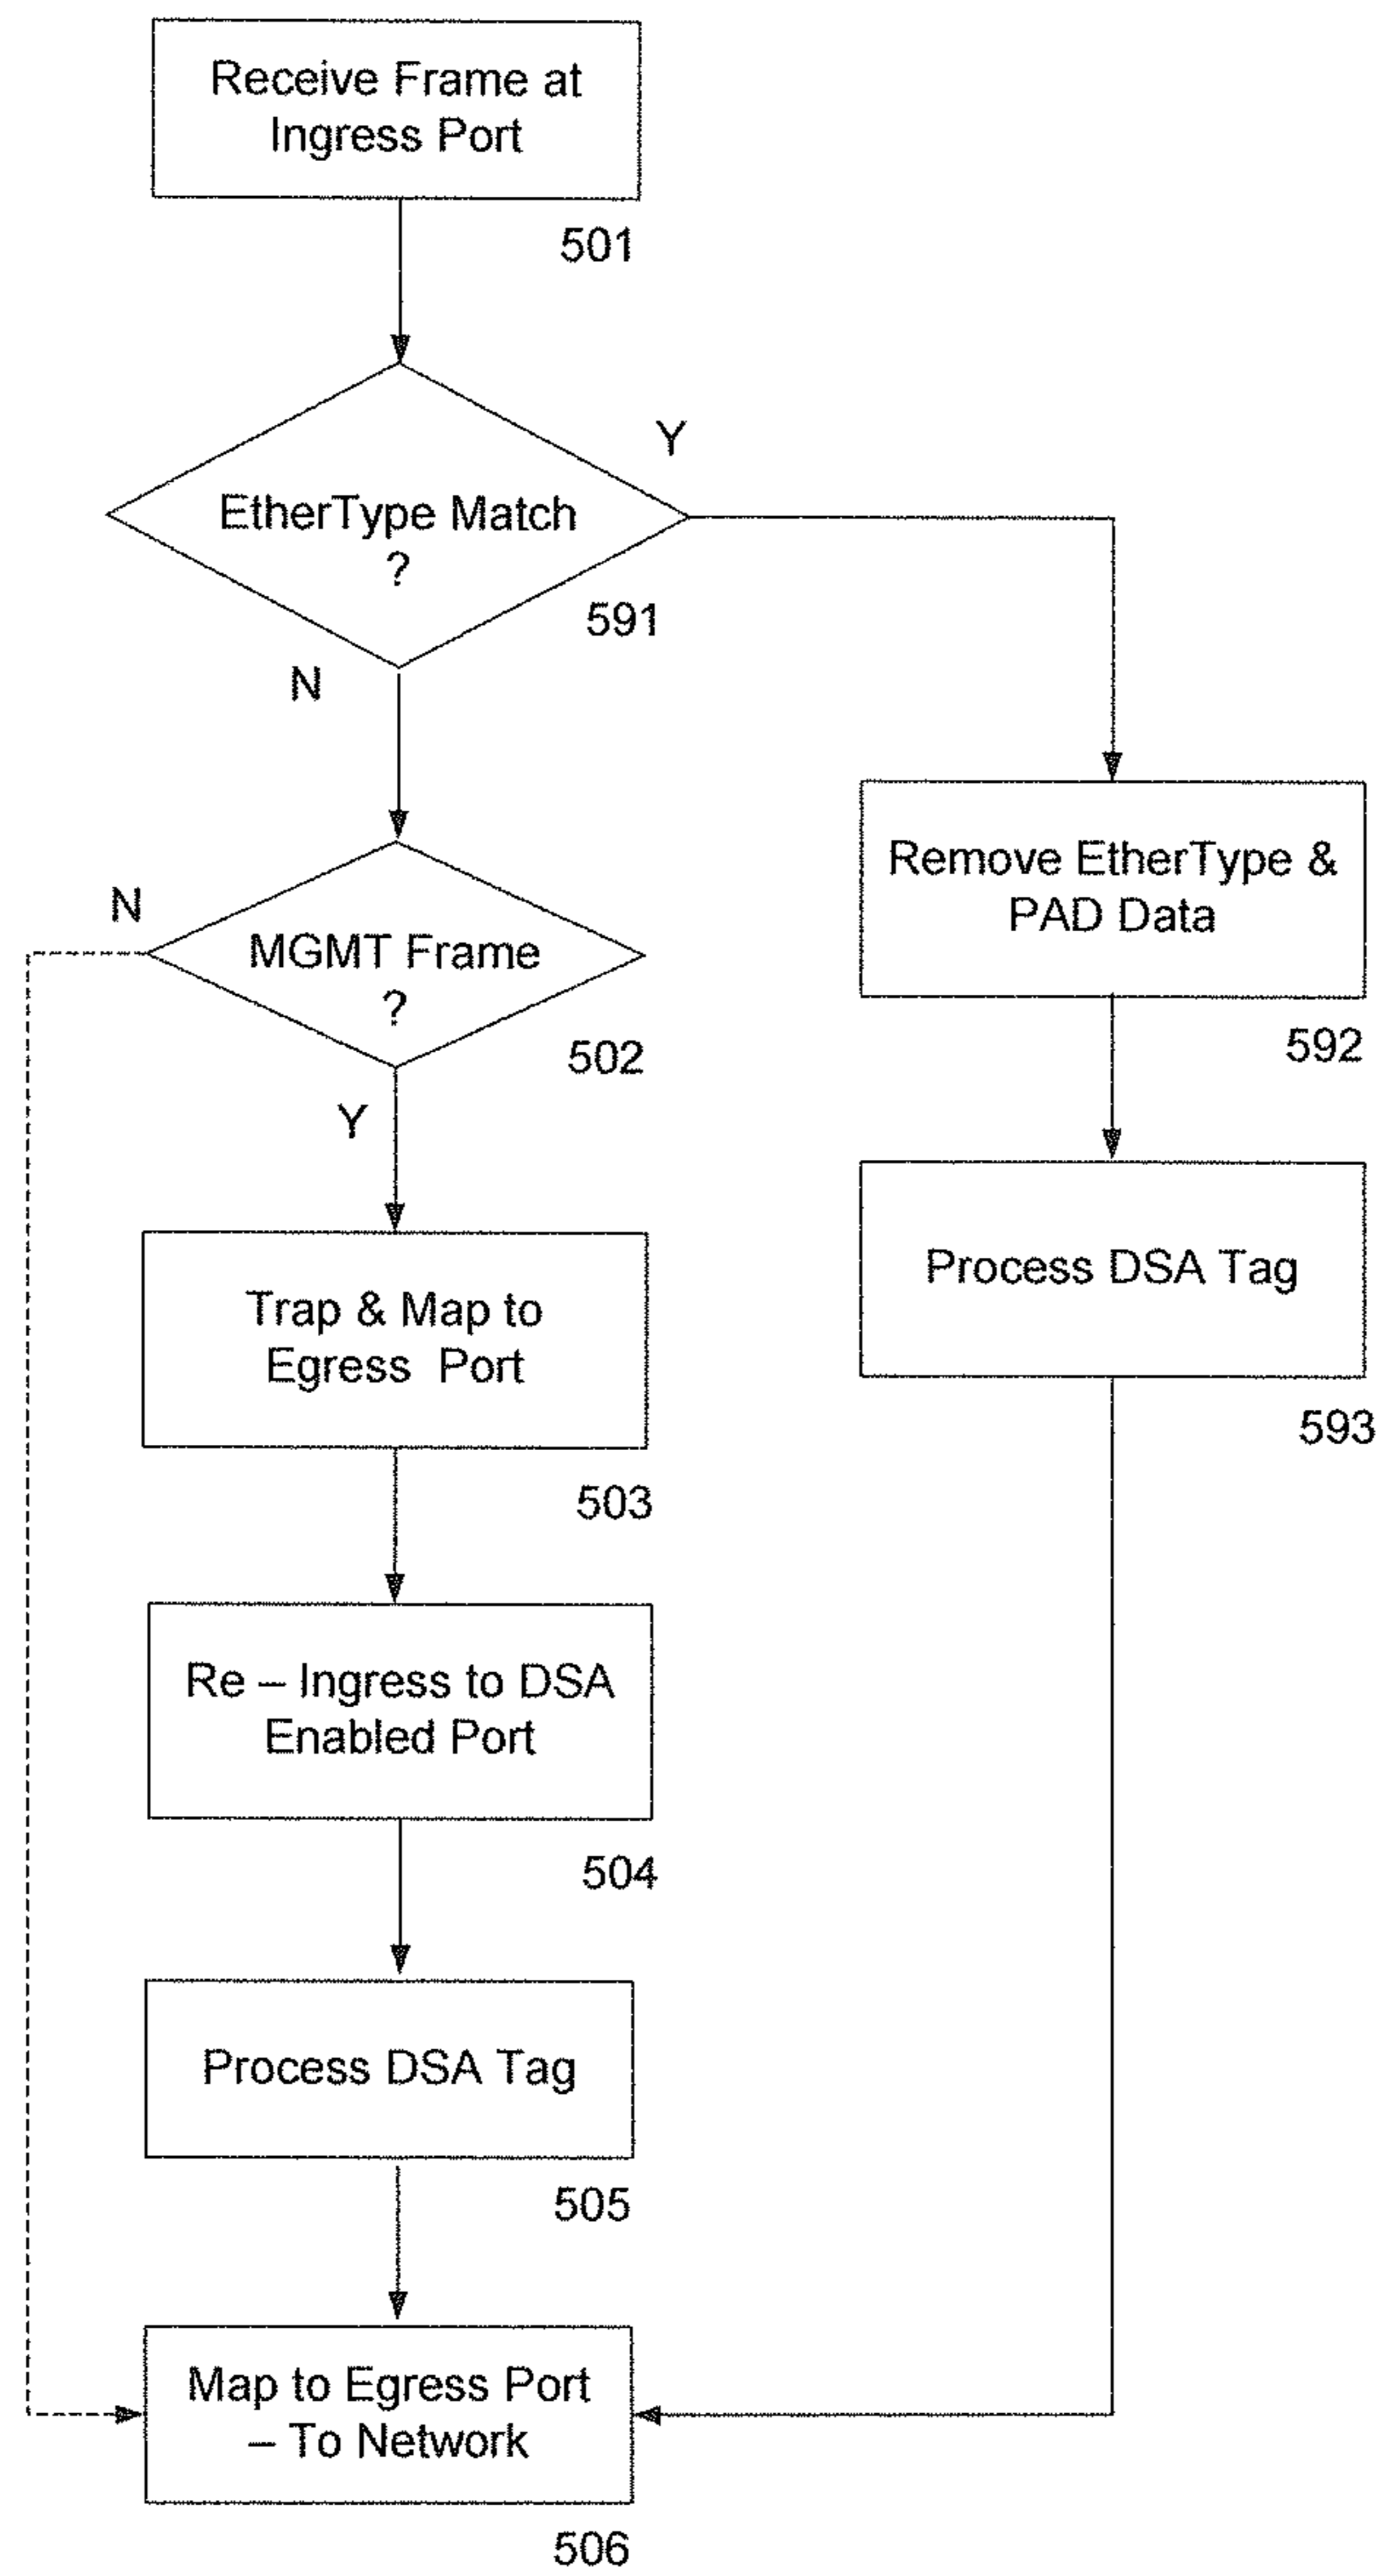 Receive Frame at
Ingress Port
501
Y
EtherType Match
?
591
N
Remove EtherType &
PAD Data
592
N
MGMT Frame
?
502
Y
Process DSA Tag
593
Trap & Map to
Egress Port
503
Re – Ingress to DSA
Enabled Port
504
Process DSA Tag
505
Map to Egress Port
– To Network
506